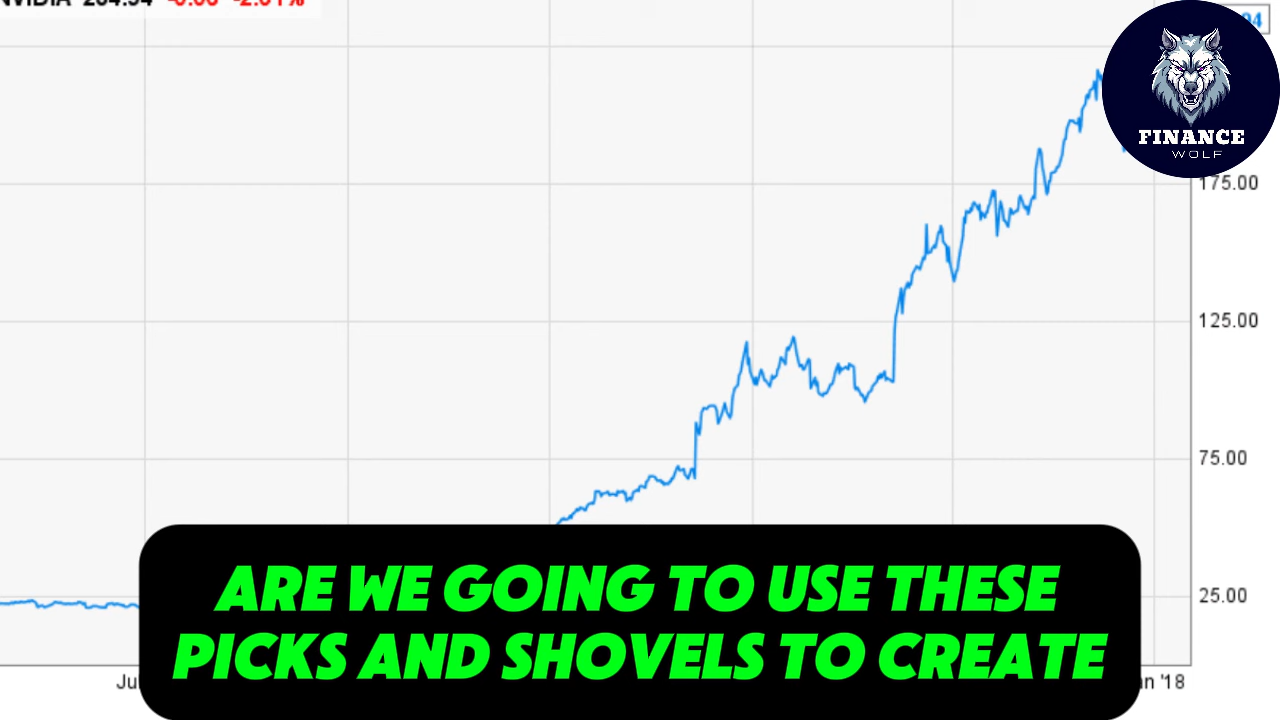 FINANCE
WOLF
175.00
125.00
75.00
25.00
ARE WE GOING TO USE THESE
PICKS AND SHOVELS TO CREATE
'18